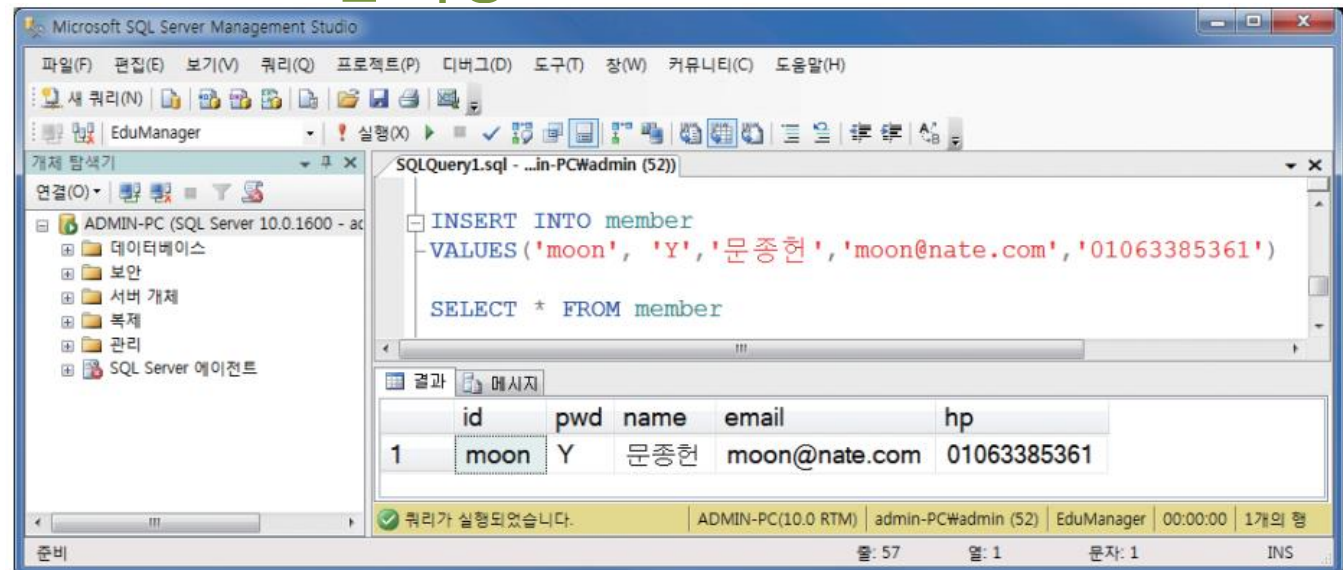 Microsoft SQL Server Management Studio
파일(F) 편집(E) 보기(V) 쿼리(Q) 프로젝트(P) 디버그(D) 도구(T) 창(W) 커뮤니티(C) 도움말(H)
새 쿼리(N)
EduManager 실행(X)
개체 탐색기
연결(O)
ADMIN-PC (SQL Server 10.0.1600 - ad
데이터베이스
보안
서버 개체
복제
관리
SQL Server 에이전트
SQLQuery1.sql - ...in-PC₩admin (52))
INSERT INTO member
VALUES('moon', 'Y','문종헌','moon@nate.com','01063385361')
SELECT * FROM member
결과 메시지
id pwd name email hp
1 moon Y 문종헌 moon@nate.com 01063385361
쿼리가 실행되었습니다. ADMIN-PC(10.0 RTM) admin-PC₩admin (52) EduManager 00:00:00 1개의 행
준비 줄: 57 열: 1 문자: 1 INS